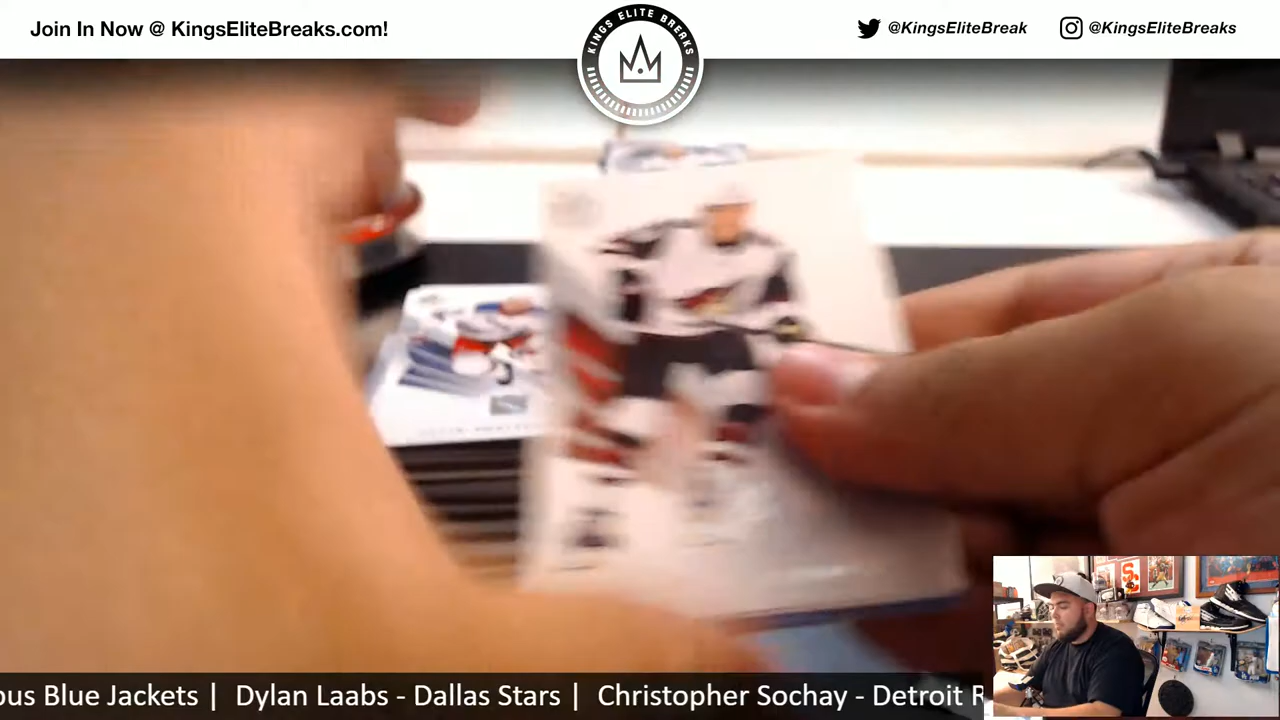 Join In Now @ KingsEliteBreaks.com!
KINGS ELITE BREAKS
@KingsEliteBreak
@KingsEliteBreaks
ous Blue Jackets | Dylan Laabs - Dallas Stars | Christopher Sochay - Detroit R